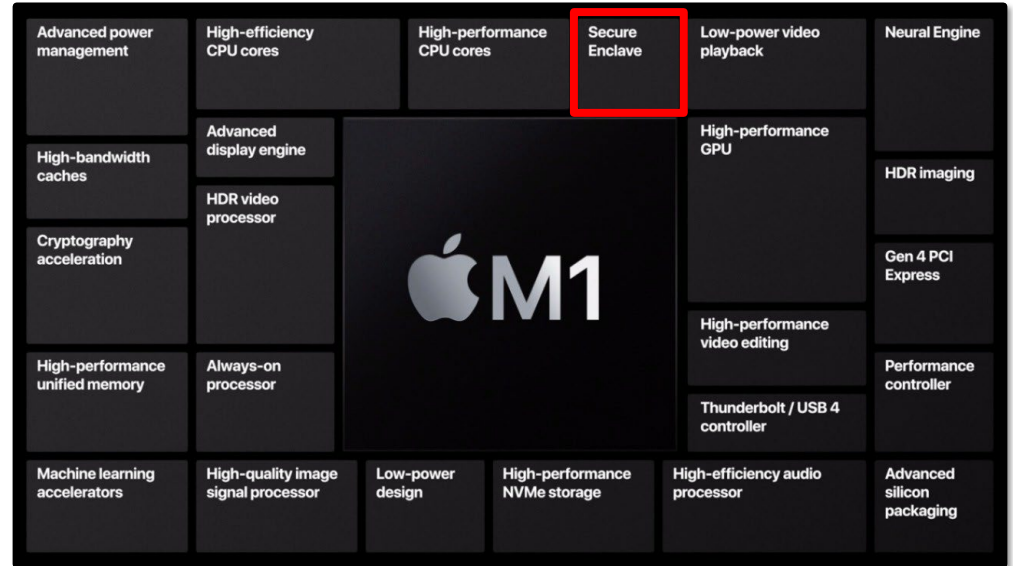 Advanced power
management
High-efficiency
CPU cores
High-performance
CPU cores
Secure
Enclave
Low-power video
playback
Neural Engine
Advanced
display engine
High-performance
GPU
High-bandwidth
caches
HDR imaging
HDR video
processor
Cryptography
acceleration
M1
Gen 4 PCI
Express
High-performance
video editing
High-performance
unified memory
Always-on
processor
Performance
controller
Thunderbolt / USB 4
controller
Machine learning
accelerators
High-quality image
signal processor
Low-power
design
High-performance
NVMe storage
High-efficiency audio
processor
Advanced
silicon
packaging